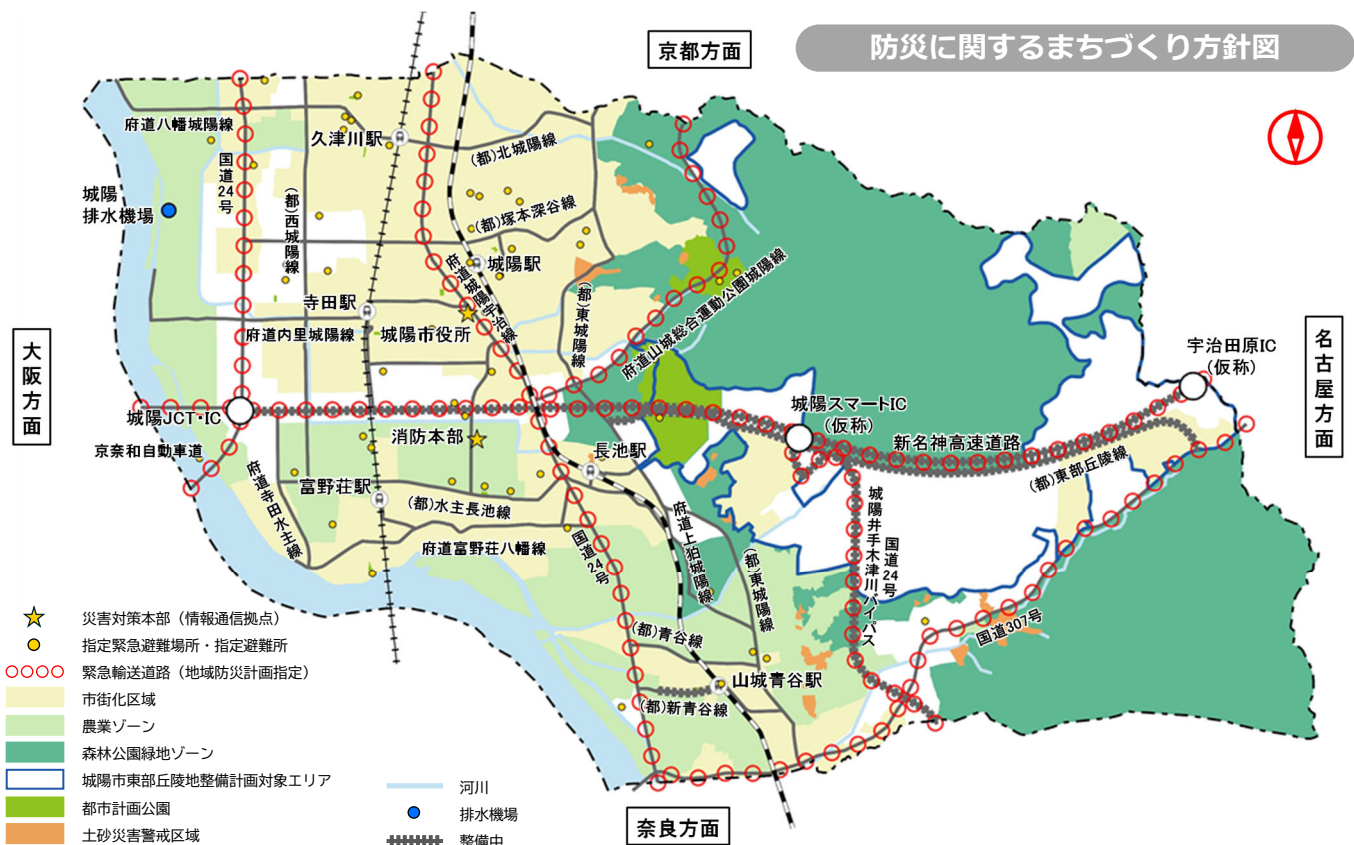 防災に関するまちづくり方針図
京都方面
府道八幡城陽線
久津川駅
(都)北城陽線
国道24号
城陽
排水機場
(都)西城陽線
(都)塚本深谷線
城陽駅
府道城陽宇治線
寺田駅
城陽市役所
府道内里城陽線
(都)東城陽線
府道山城総合運動公園城陽線
大阪方面
名古屋方面
宇治田原IC
(仮称)
城陽JCT・IC
城陽スマートIC
(仮称)
消防本部
新名神高速道路
京奈和自動車道
長池駅
(都)東部丘陵線
富野荘駅
府道寺田水主線
(都)水主長池線
府道富野荘八幡線
国道24号
府道上狛城陽線
(都)東城陽線
国道24号
城陽井手木津川バイパス
国道307号
(都)青谷線
山城青谷駅
(都)新青谷線
奈良方面
災害対策本部（情報通信拠点）
指定緊急避難場所・指定避難所
緊急輸送道路（地域防災計画指定）
市街化区域
農業ゾーン
森林公園緑地ゾーン
城陽市東部丘陵地整備計画対象エリア
都市計画公園
土砂災害警戒区域
河川
排水機場
整備中